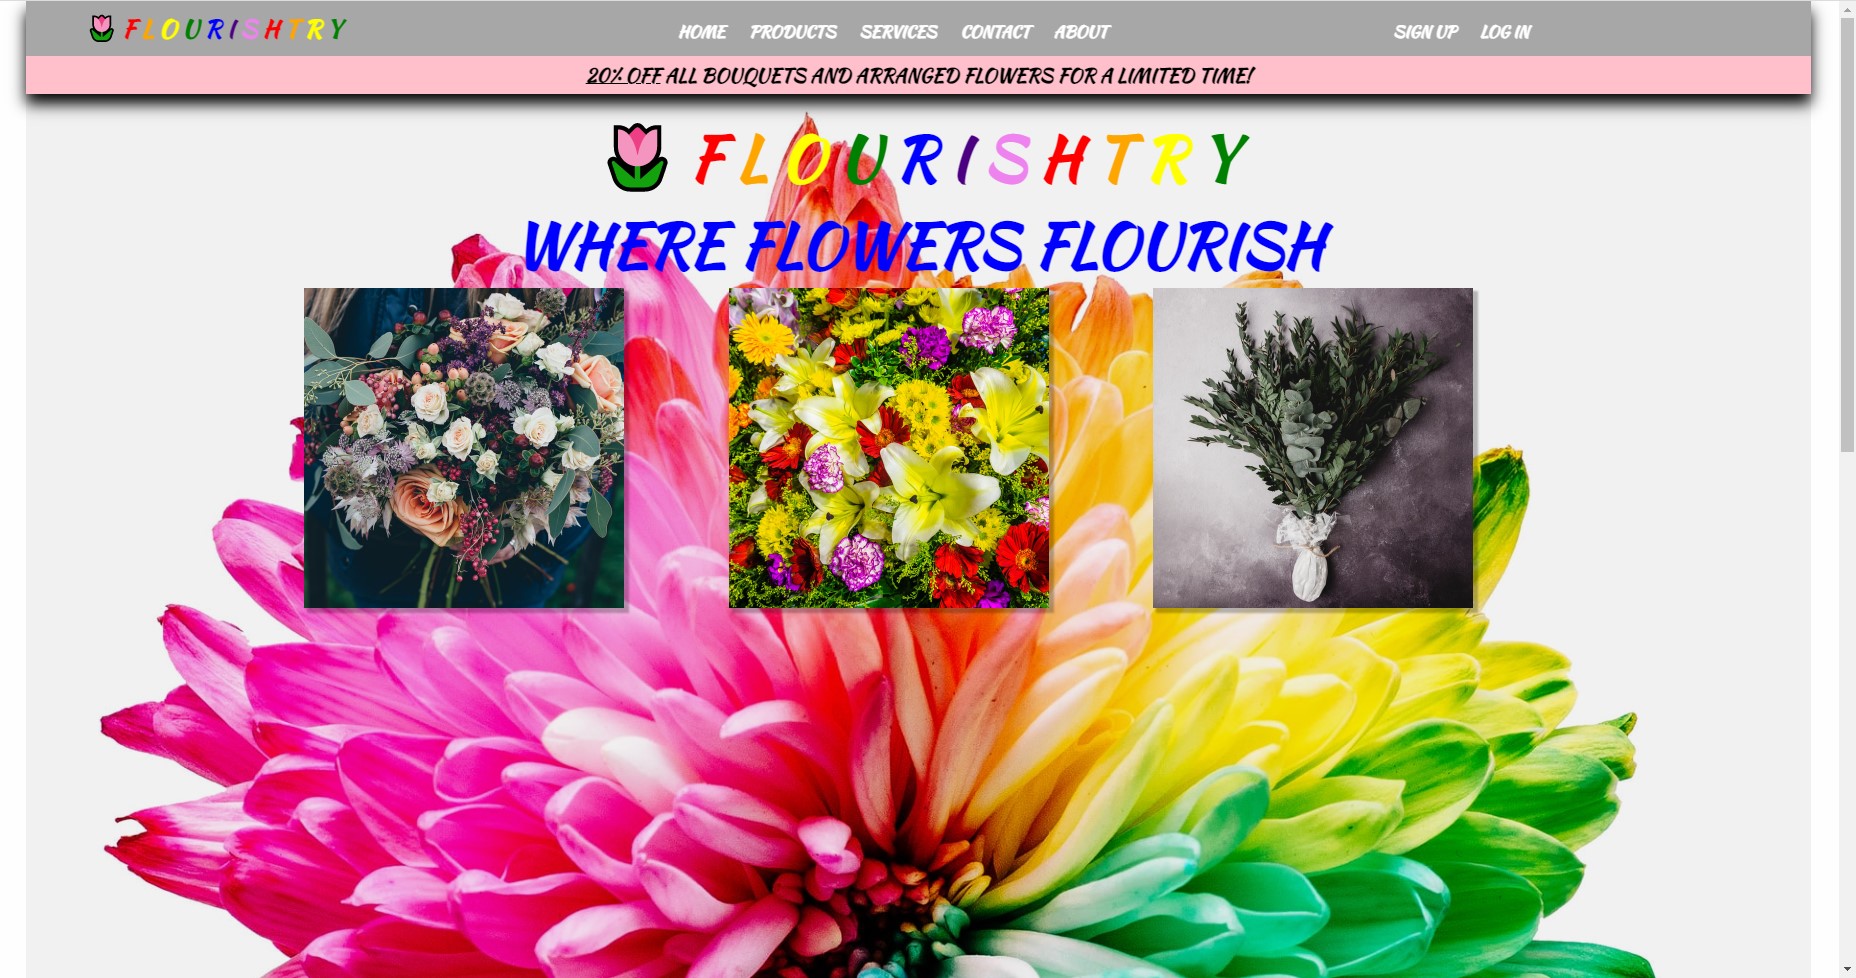 FLOURISHTRY HOME PRODUCTS SERVICES CONTACT ABOUT SIGN UP LOG IN
20% OFF ALL BOUQUETS AND ARRANGED FLOWERS FOR A LIMITED TIME!
FLOURISHTRY
WHERE FLOWERS FLOURISH